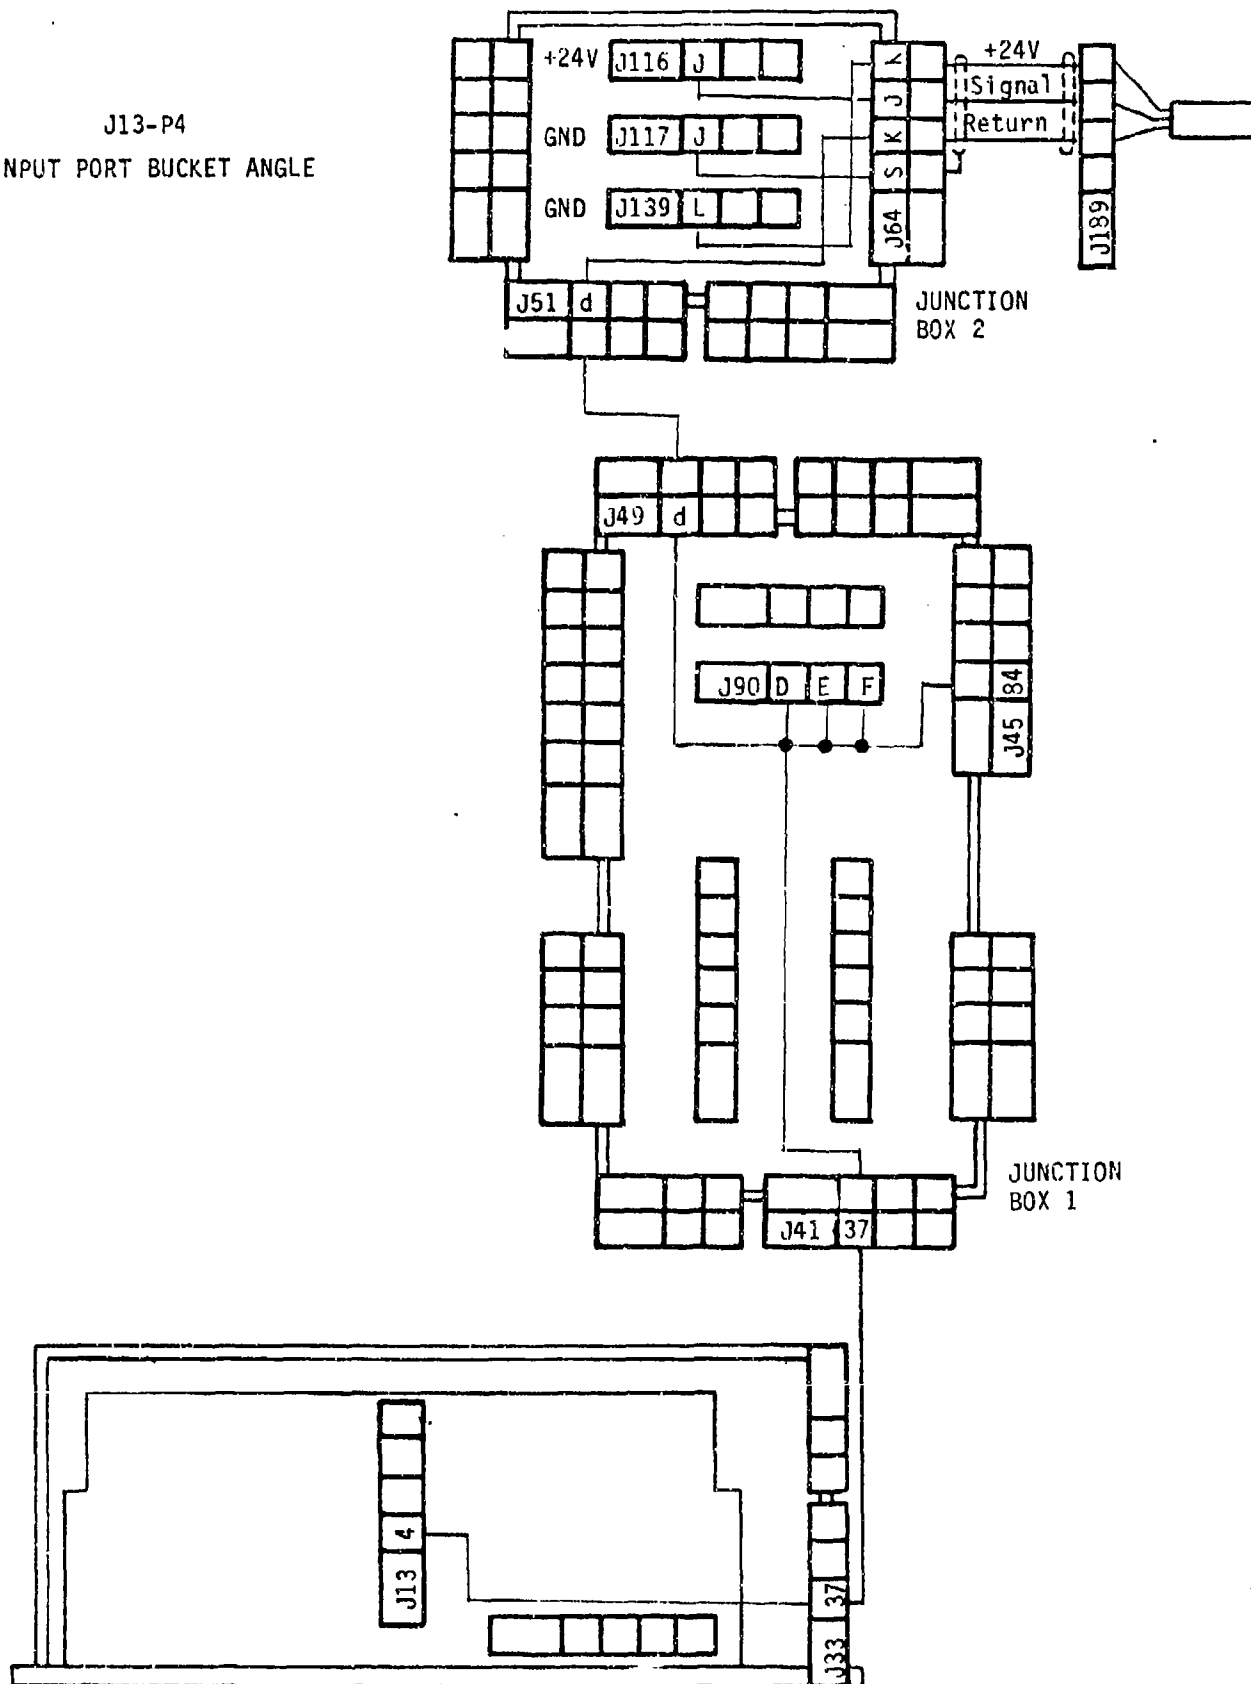 J13-P4
NPUT PORT BUCKET ANGLE
+24V J116 J
GND J117 J
GND J139 L
J
K
S
J64
+24V
Signal
Return
J189
J51 d
JUNCTION
BOX 2
J49 d
J90 D E F
84
J45
JUNCTION
BOX 1
J41 37
4
J13
37
J33